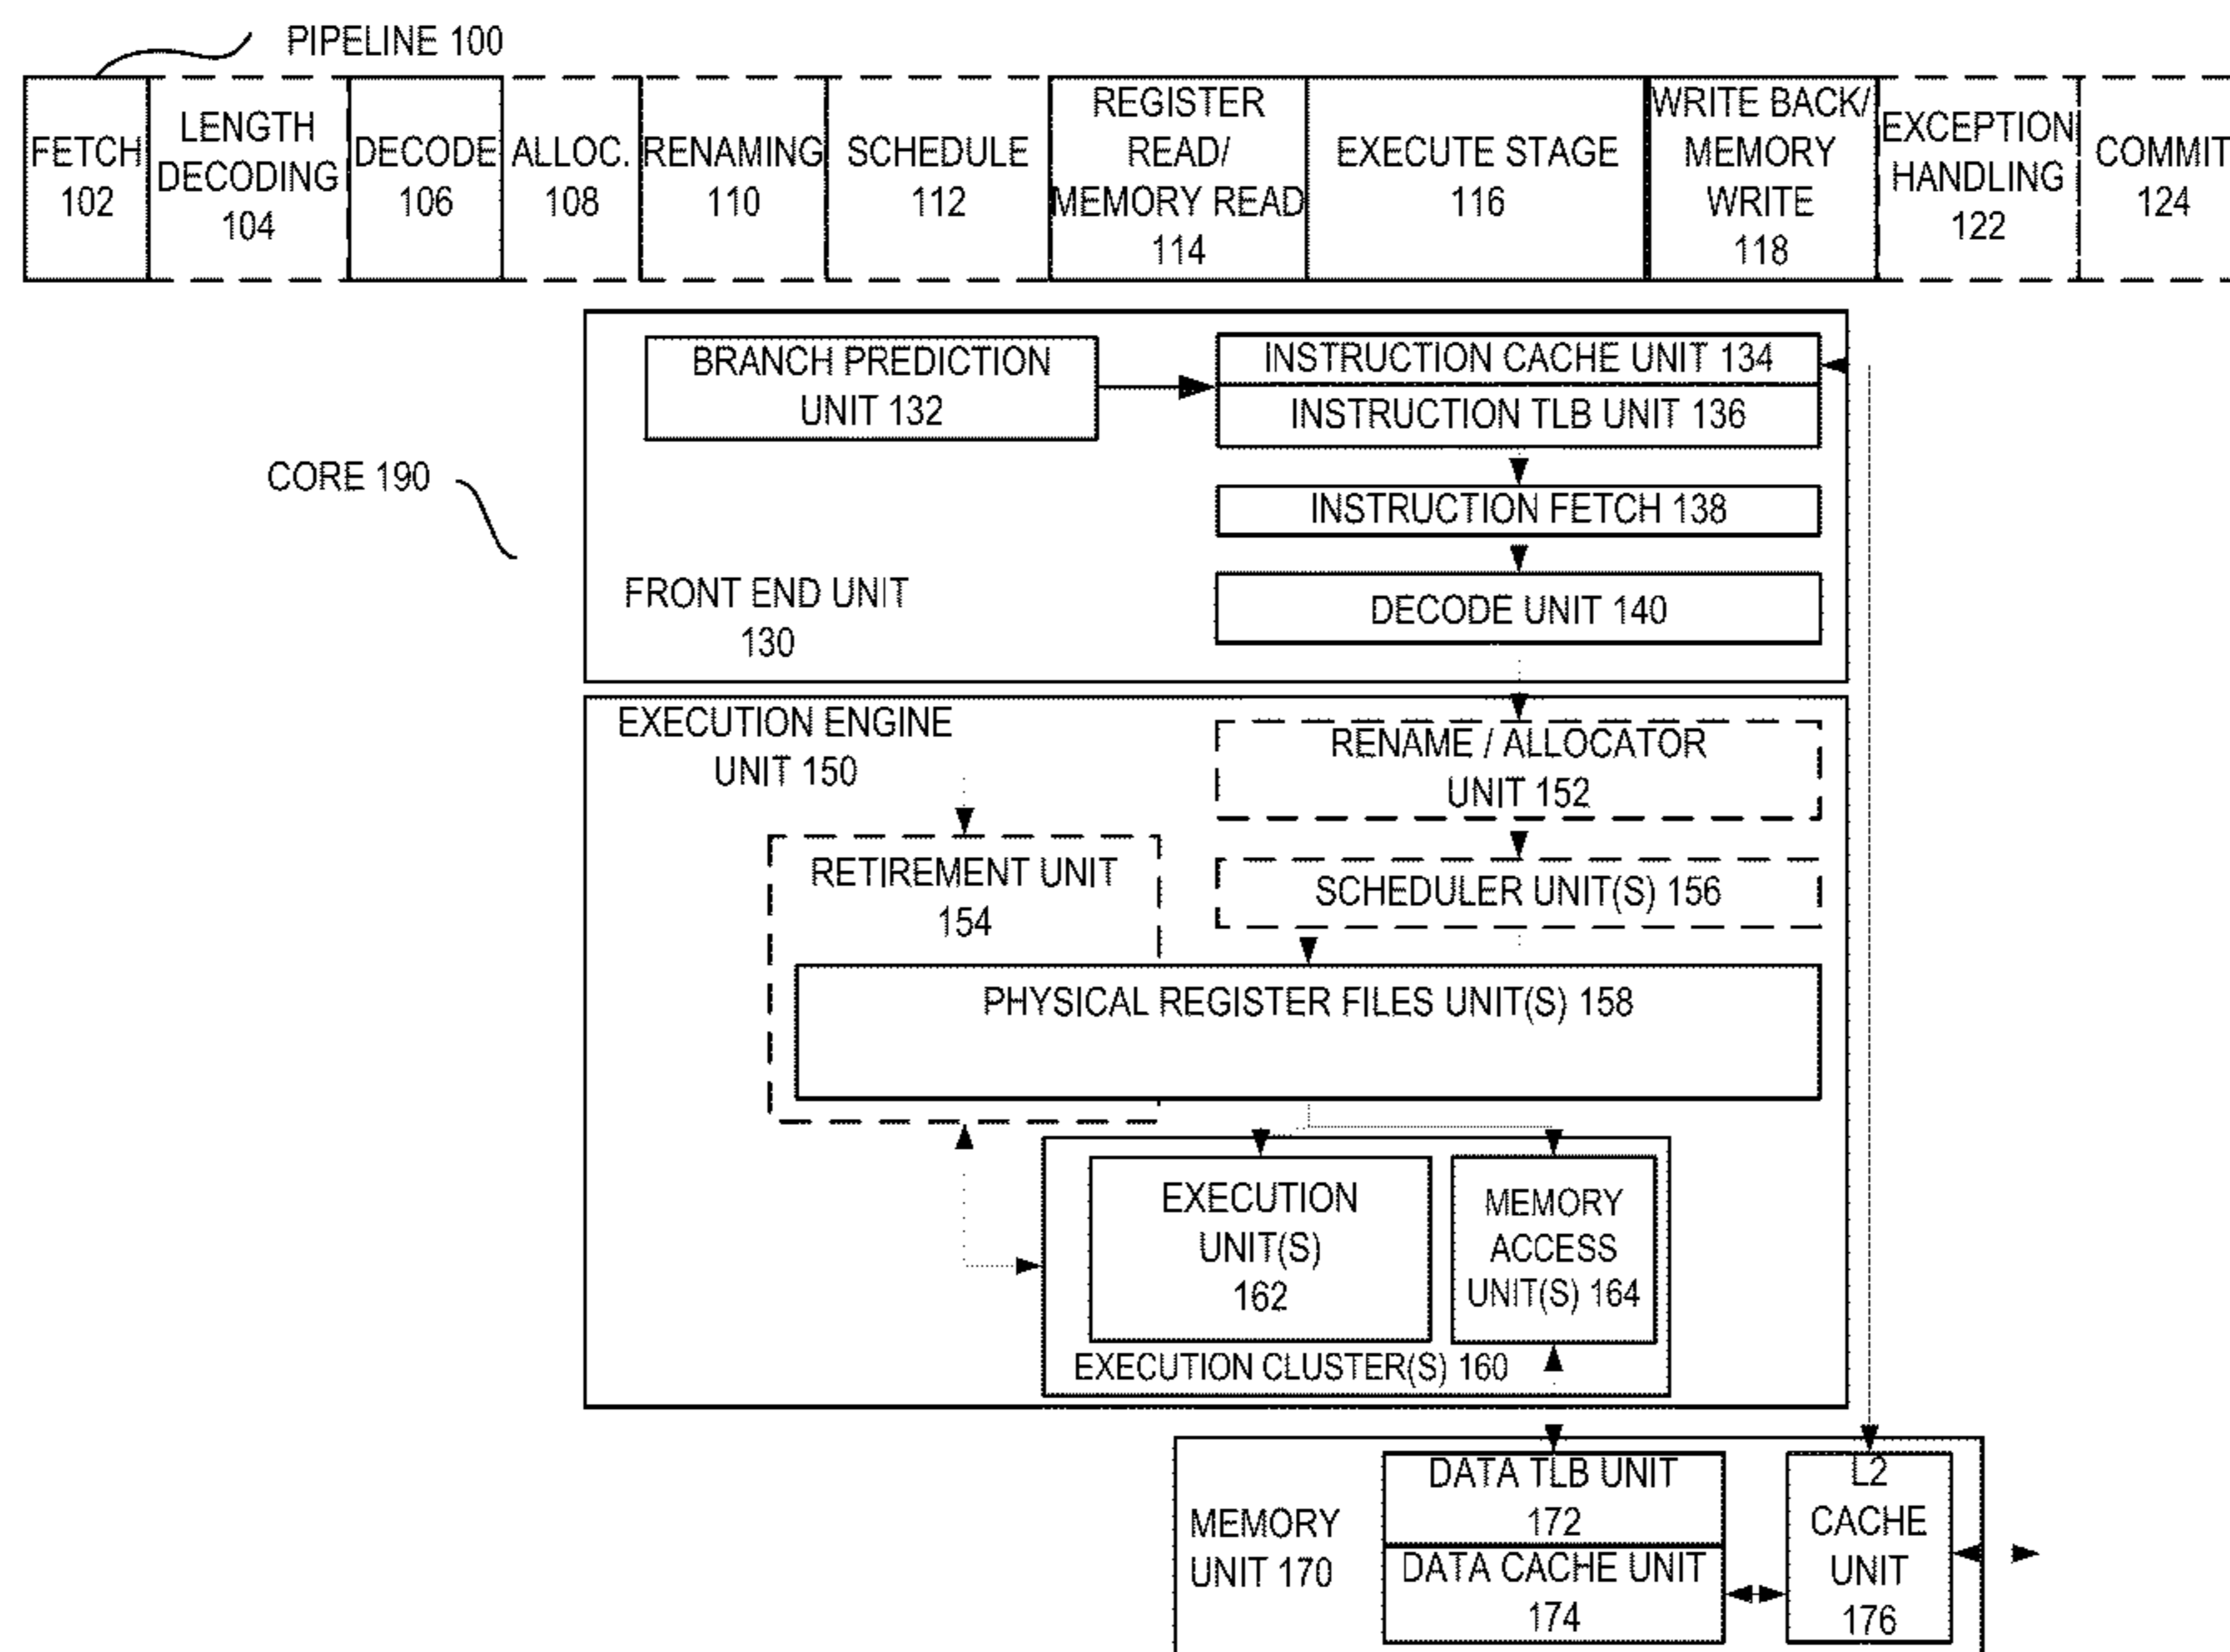 PIPELINE 100
FETCH
102
LENGTH
DECODING
104
DECODE
106
ALLOC.
108
RENAMING
110
SCHEDULE
112
REGISTER
READ/
MEMORY READ
114
EXECUTE STAGE
116
WRITE BACK/
MEMORY
WRITE
118
EXCEPTION
HANDLING
122
COMMIT
124
BRANCH PREDICTION
UNIT 132
INSTRUCTION CACHE UNIT 134
INSTRUCTION TLB UNIT 136
CORE 190
INSTRUCTION FETCH 138
FRONT END UNIT
130
DECODE UNIT 140
EXECUTION ENGINE
UNIT 150
RENAME / ALLOCATOR
UNIT 152
RETIREMENT UNIT
154
SCHEDULER UNIT(S) 156
PHYSICAL REGISTER FILES UNIT(S) 158
EXECUTION
UNIT(S)
162
MEMORY
ACCESS
UNIT(S) 164
EXECUTION CLUSTER(S) 160
MEMORY
UNIT 170
DATA TLB UNIT
172
DATA CACHE UNIT
174
L2
CACHE
UNIT
176